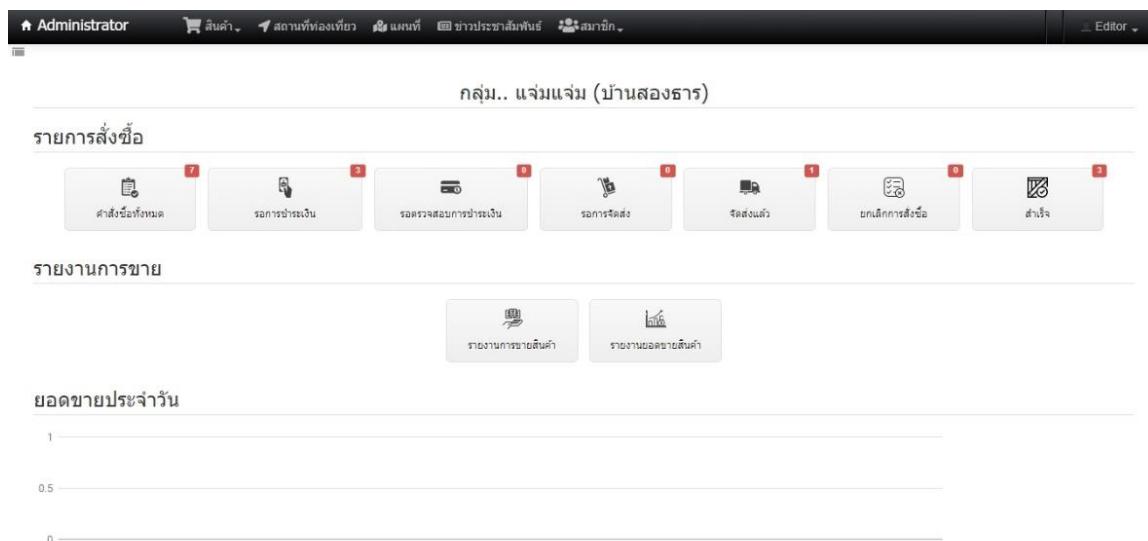 Administrator สินค้า สถานที่ท่องเที่ยว แผนที่ ข่าวประชาสัมพันธ์ สมาชิก Editor
กลุ่ม.. แจ่มแจ่ม (บ้านสองธาร)
รายการสั่งซื้อ
7 3 0 0 1 0 3
คำสั่งซื้อทั้งหมด รอการชำระเงิน รอตรวจสอบการชำระเงิน รอการจัดส่ง จัดส่งแล้ว ยกเลิกการสั่งซื้อ สำเร็จ
รายงานการขาย
รายงานการขายสินค้า รายงานยอดขายสินค้า
ยอดขายประจำวัน
1
0.5
0